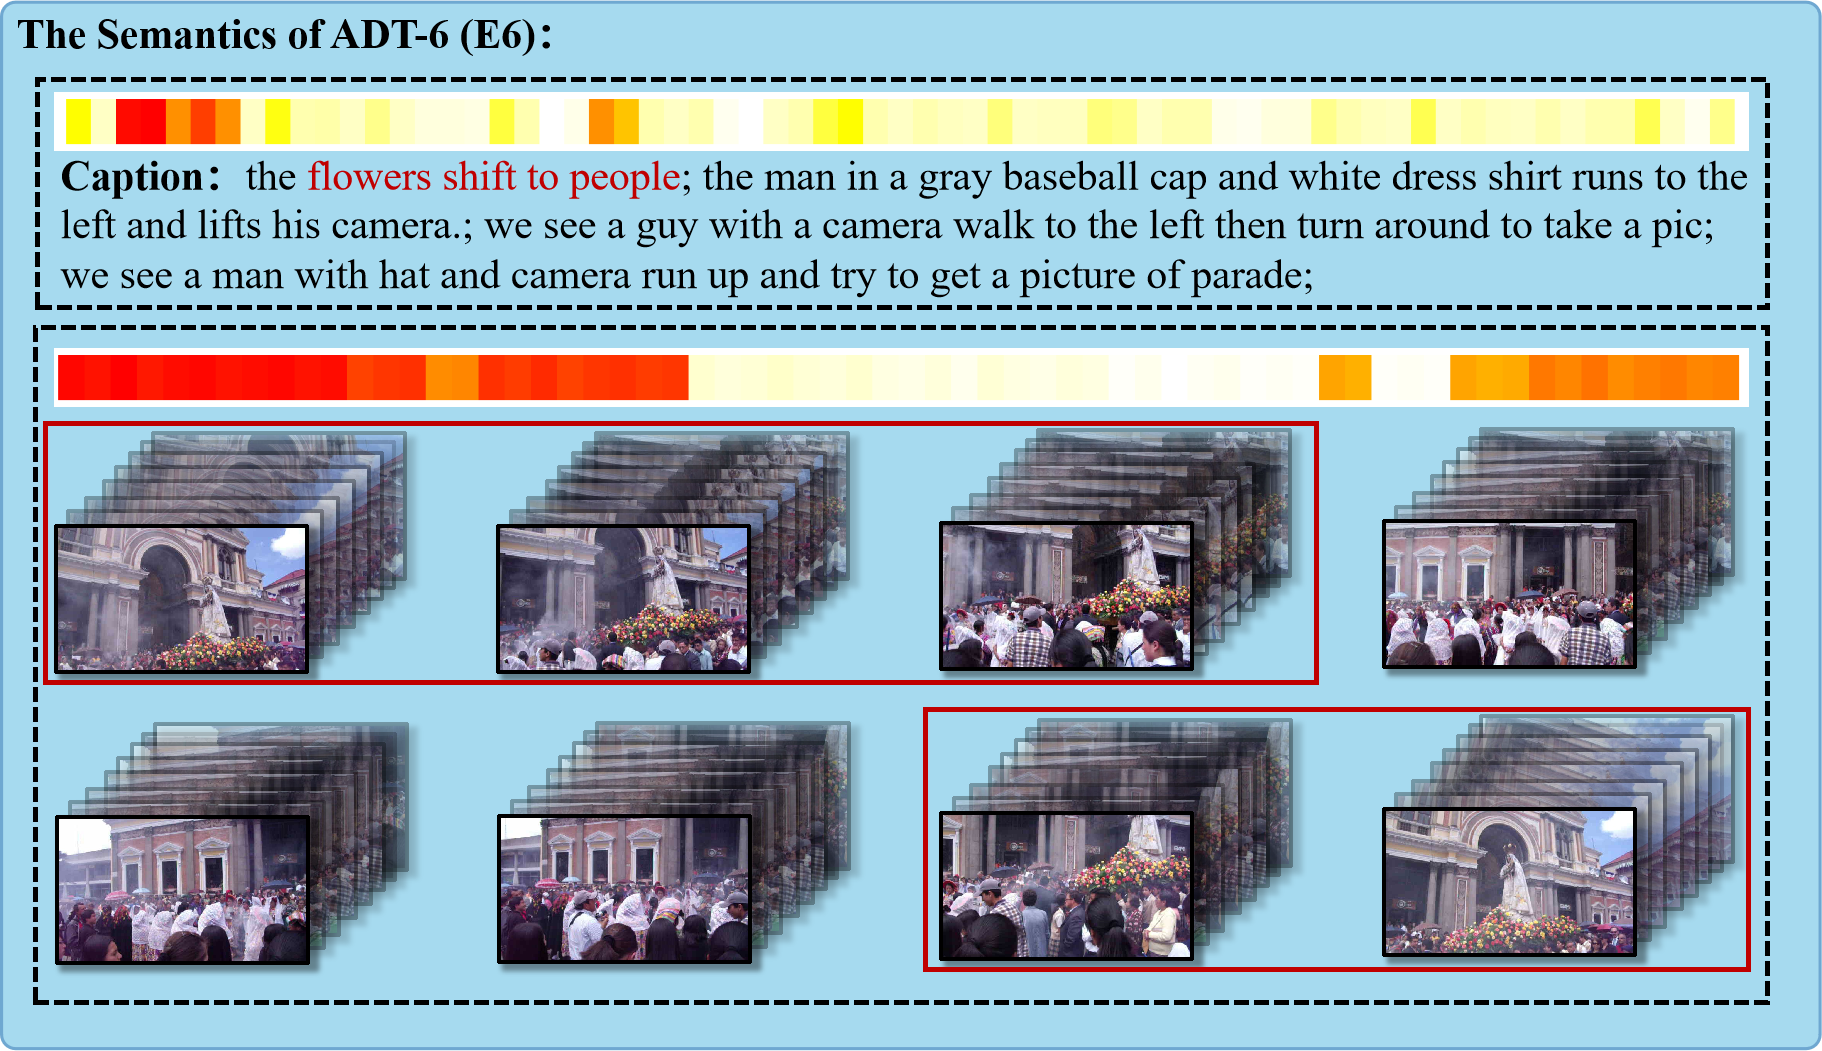 The Semantics of ADT-6 (E6):
Caption: the flowers shift to people; the man in a gray baseball cap and white dress shirt runs to the
left and lifts his camera.; we see a guy with a camera walk to the left then turn around to take a pic;
we see a man with hat and camera run up and try to get a picture of parade;